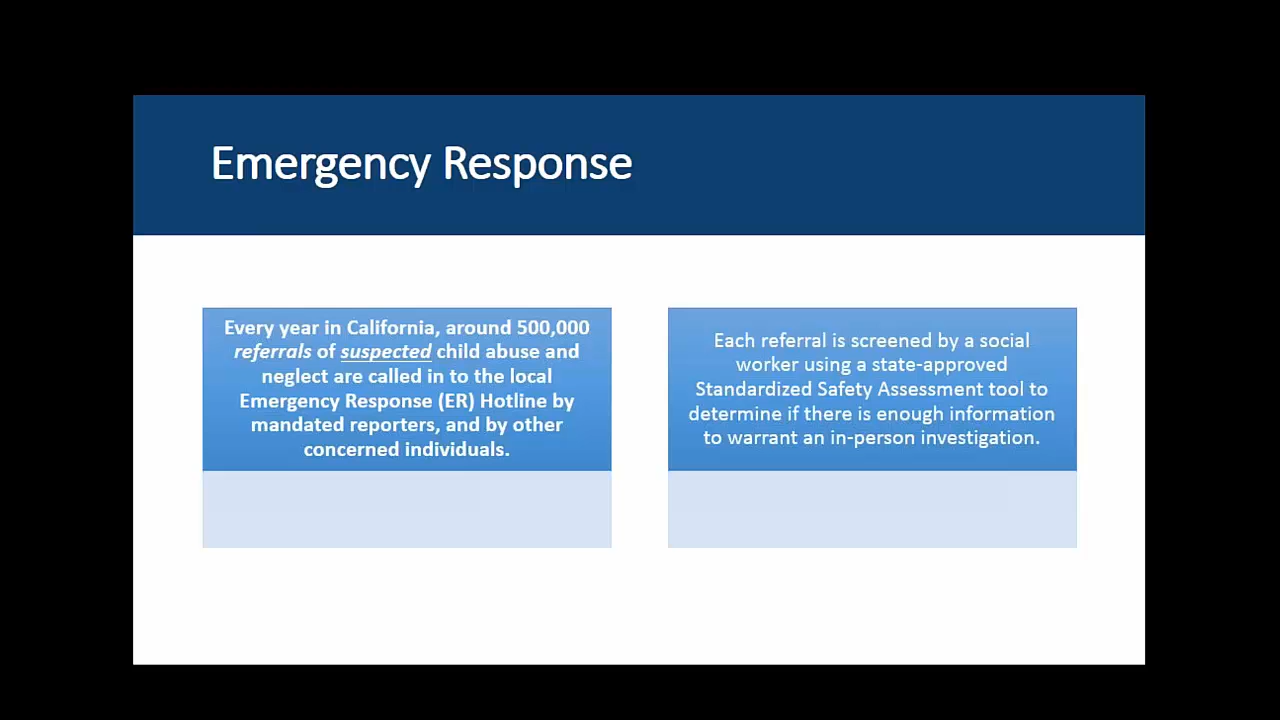 Emergency Response
Every year in California, around 500,000
referrals of suspected child abuse and
neglect are called in to the local
Emergency Response (ER) Hotline by
mandated reporters, and by other
concerned individuals.
Each referral is screened by a social
worker using a state-approved
Standardized Safety Assessment tool to
determine if there is enough information
to warrant an in-person investigation.